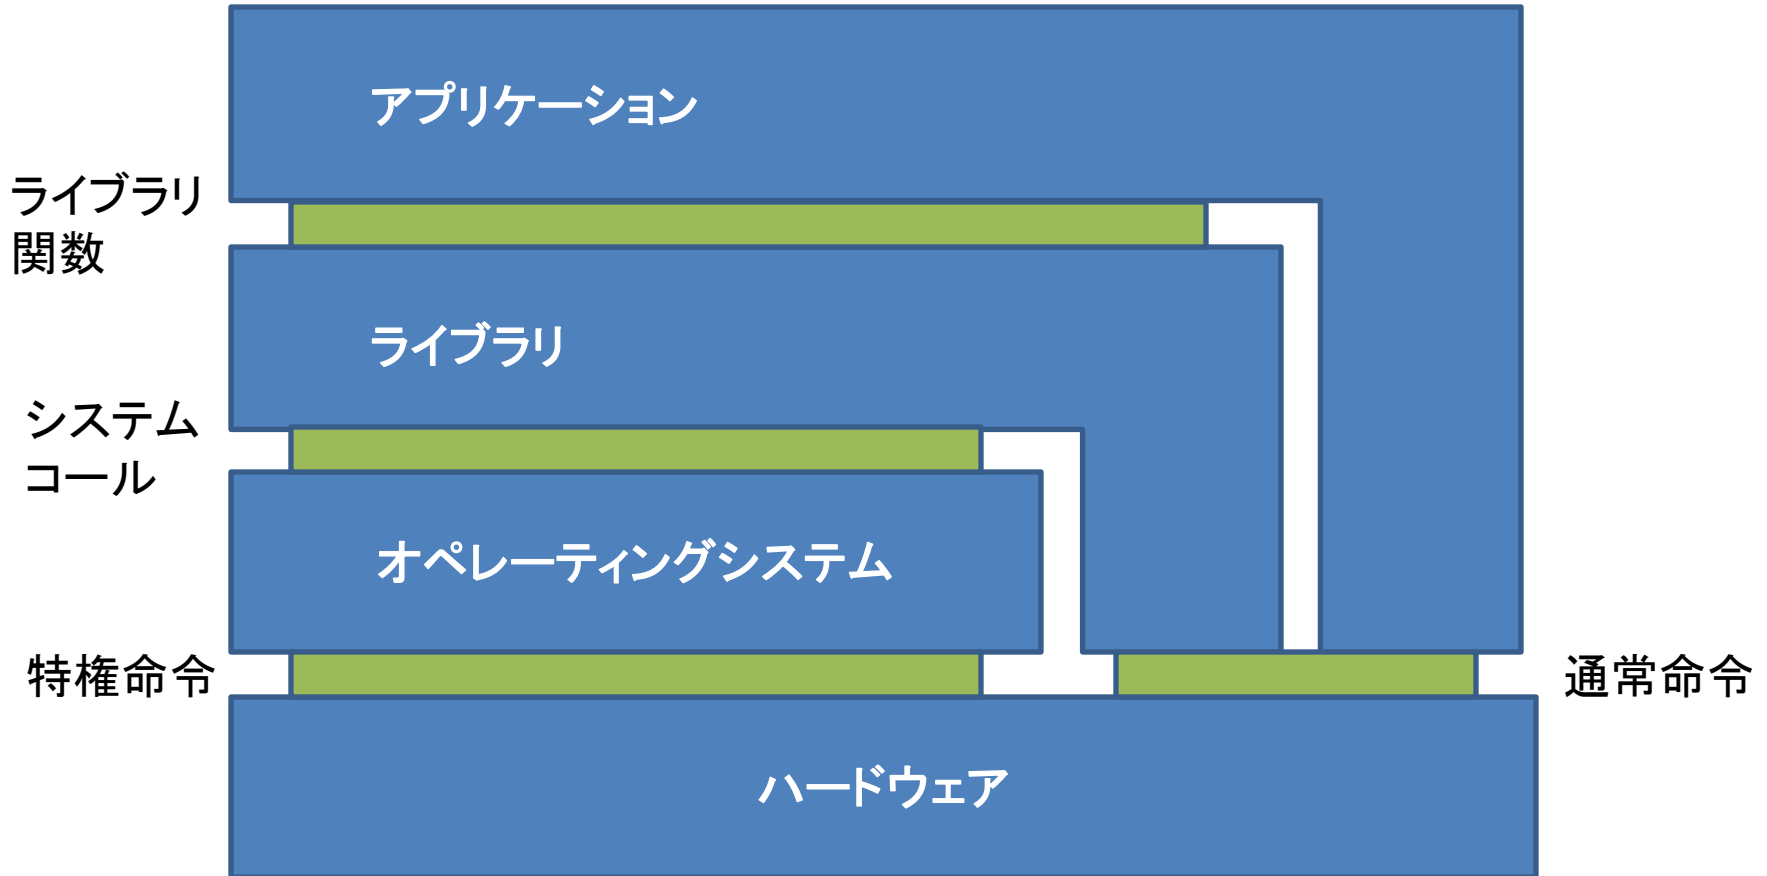 アプリケーション
ライブラリ
関数
ライブラリ
システム
コール
オペレーティングシステム
特権命令
通常命令
ハードウェア